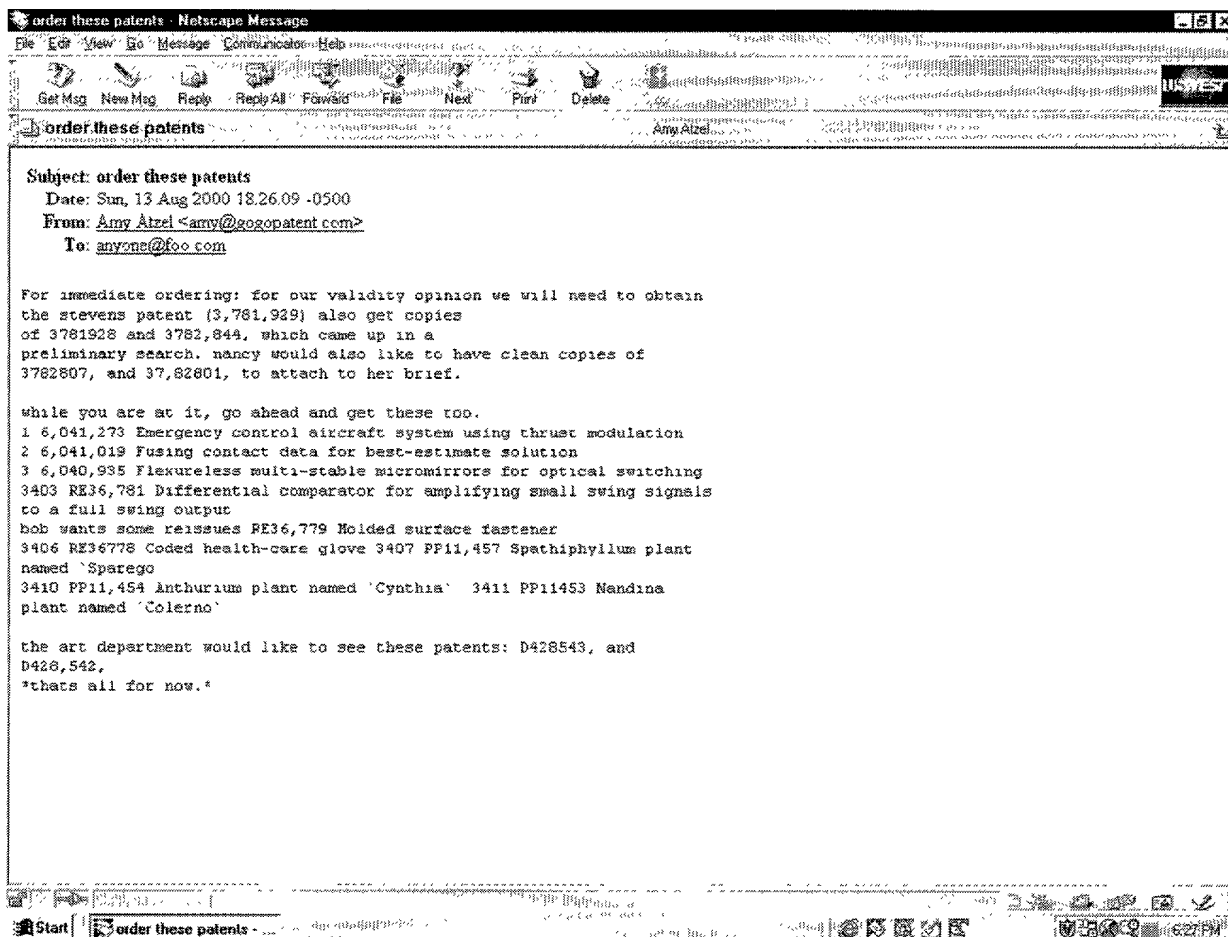 order these patents - Netscape Message
File Edit View Go Message Communicator Help
Get Msg New Msg Reply Reply All Forward File Next Print Delete
order these patents Amy Atzel
Subject: order these patents
Date: Sun, 13 Aug 2000 18.26.09 -0500
From: Amy Atzel <amy@gogopatent.com>
To: anyone@foo.com
For immediate ordering: for our validity opinion we will need to obtain
the stevens patent (3,781,929) also get copies
of 3781928 and 3782,844, which came up in a
preliminary search. nancy would also like to have clean copies of
3782807, and 37,82801, to attach to her brief.
while you are at it, go ahead and get these too.
1 6,041,273 Emergency control aircraft system using thrust modulation
2 6,041,019 Fusing contact data for best-estimate solution
3 6,040,935 Flexureless multi-stable micromirrors for optical switching
3403 RE36,781 Differential comparator for amplifying small swing signals
to a full swing output
bob wants some reissues RE36,779 Molded surface fastener
3406 RE36778 Coded health-care glove 3407 PP11,457 Spathiphyllum plant
named `Sparego
3410 PP11,454 Anthurium plant named `Cynthia` 3411 PP11453 Nandina
plant named `Colerno`
the art department would like to see these patents: D428543, and
D428,542,
*thats all for now.*
Start order these patents - ... 6:27 PM